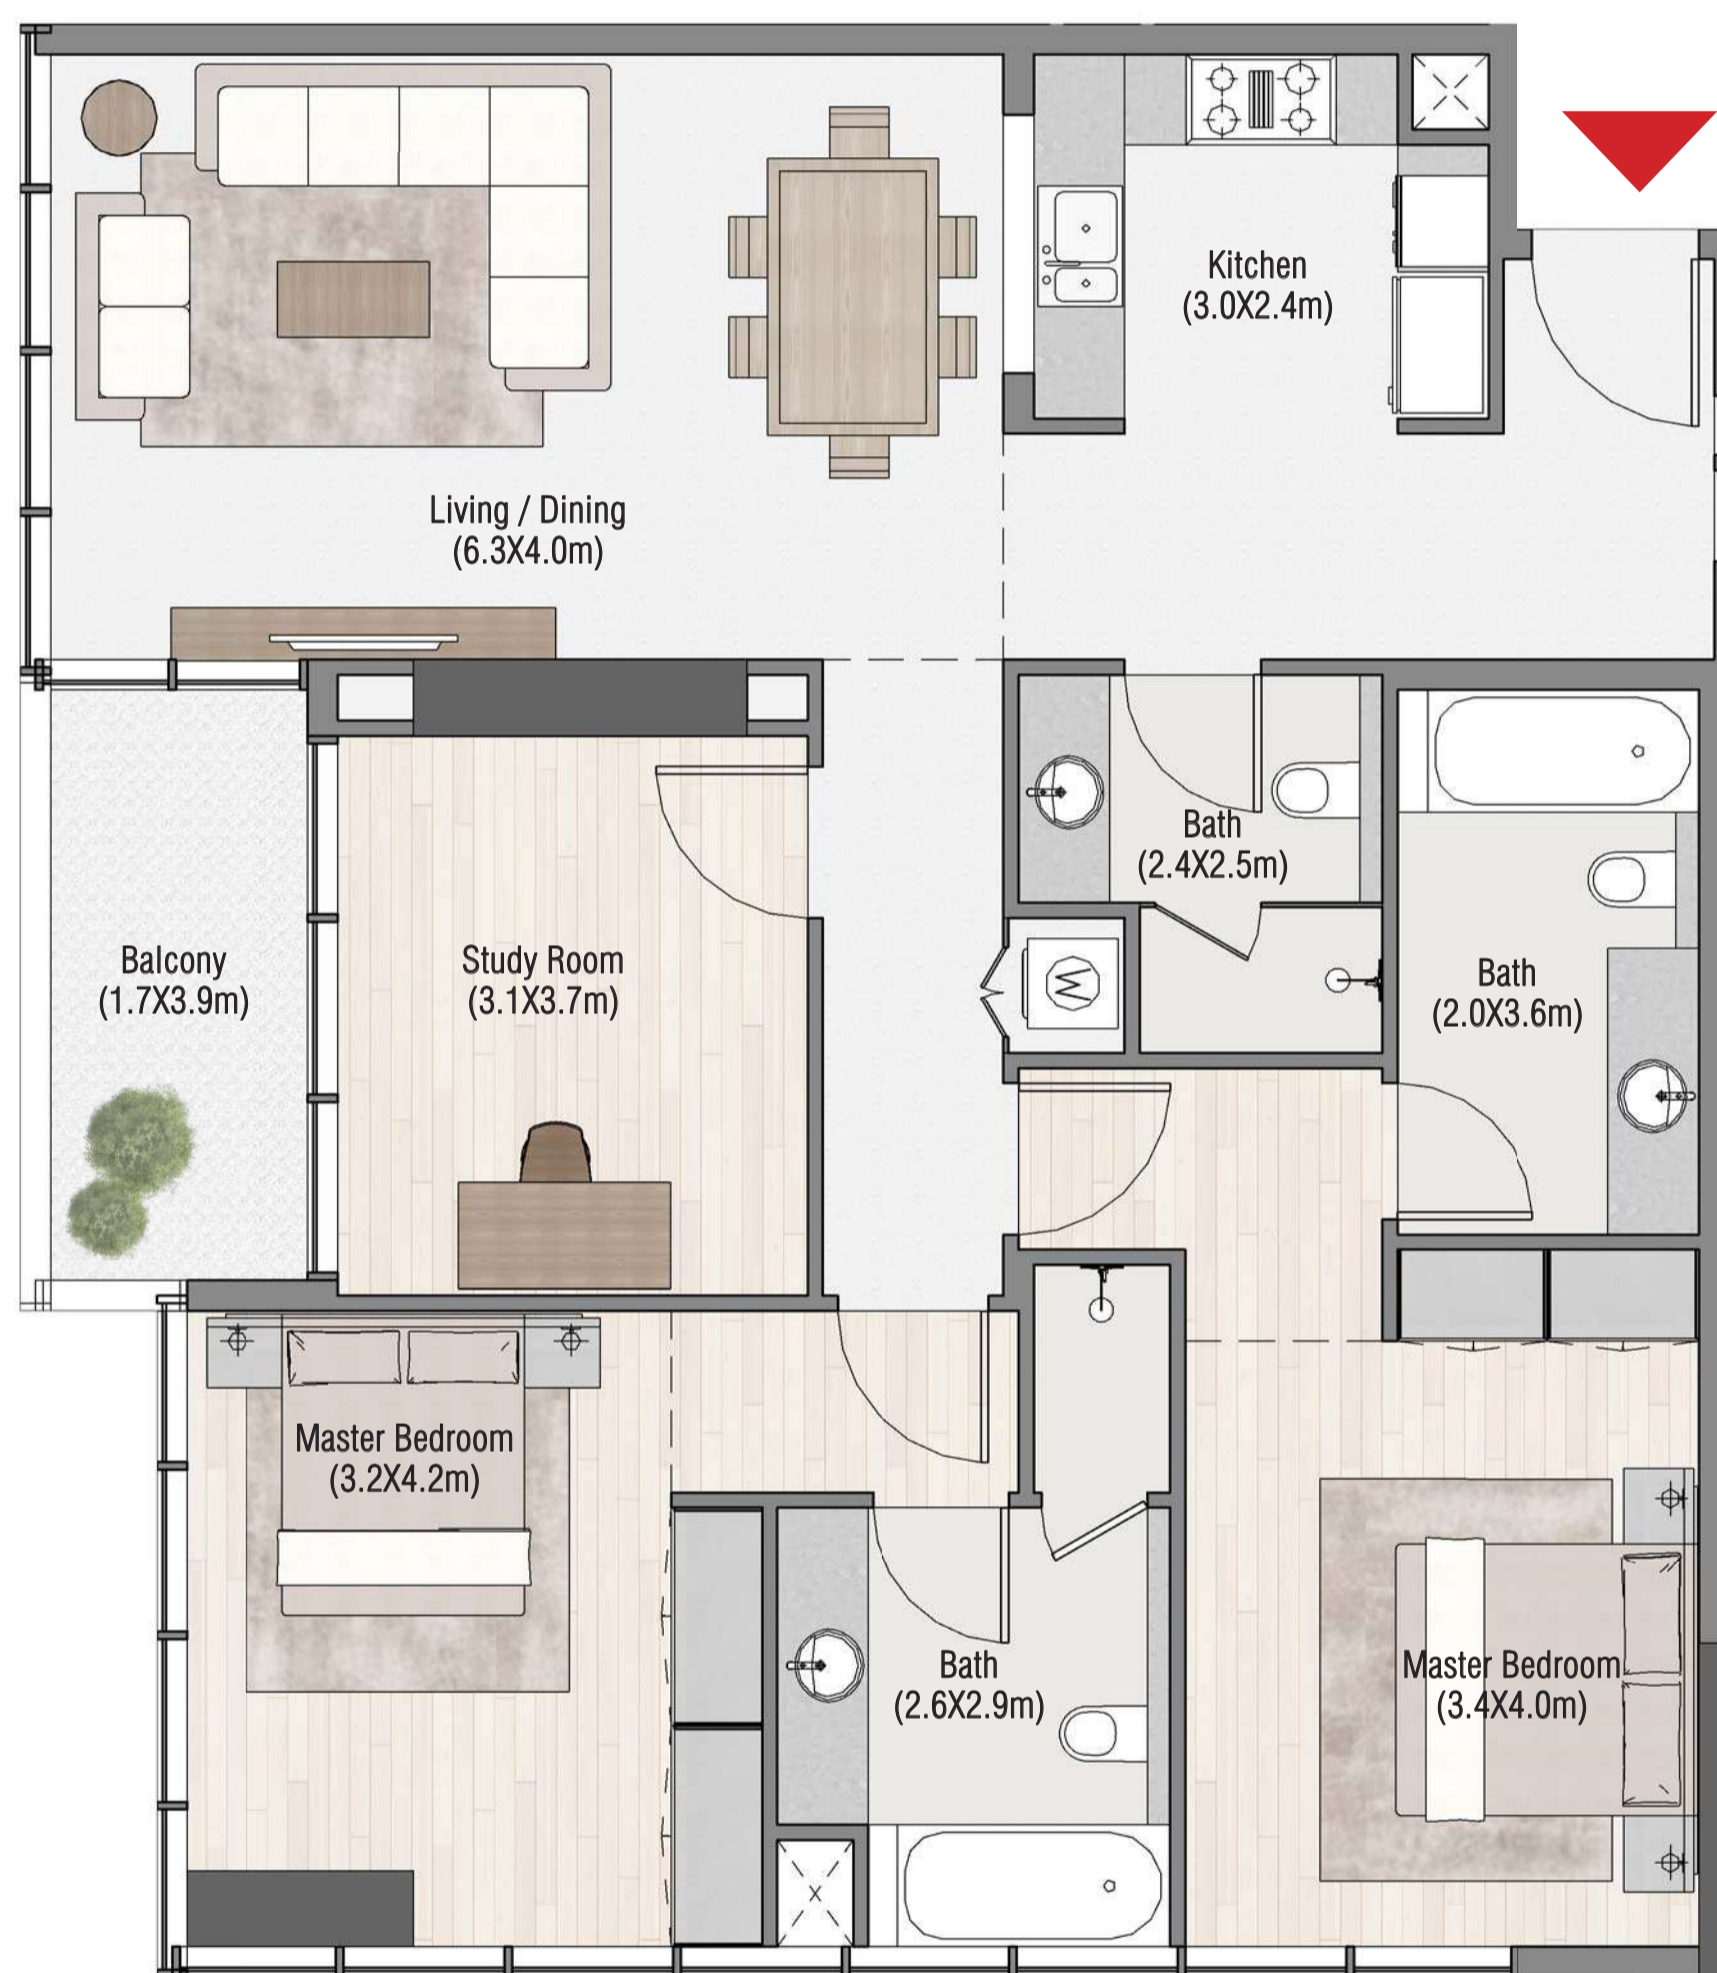 Kitchen
(3.0X2.4m)
Living / Dining
(6.3X4.0m)
Bath
(2.4X2.5m)
Balcony
(1.7X3.9m)
Study Room
(3.1X3.7m)
W
Bath
(2.0X3.6m)
Master Bedroom
(3.2X4.2m)
Bath
(2.6X2.9m)
Master Bedroom
(3.4X4.0m)